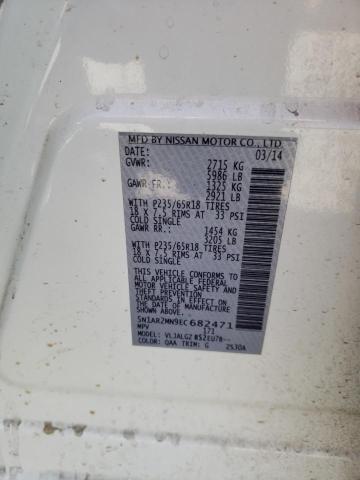 MFD BY NISSAN MOTOR CO., LTD.
03/14
GVWR: 2715 KG
5986 LB
GAWR FR.: 1325 KG
2921 LB
WITH P235/65R18 TIRES
18 X 7.5 RIMS AT 33 PSI
COLD SINGLE
GAWR RR.: 1454 KG
3205 LB
WITH P235/65R18 TIRES
18 X 7.5 RIMS AT 33 PSI
COLD SINGLE
THIS VEHICLE CONFORMS TO
ALL APPLICABLE FEDERAL
MOTOR VEHICLE SAFETY
STANDARDS IN EFFECT ON
THE DATE OF MANUFACTURE
SHOWN ABOVE.
5N1AR2MN9EC682471
MPV 171
MODEL:
COLOR: QAA TRIM: G 2530A